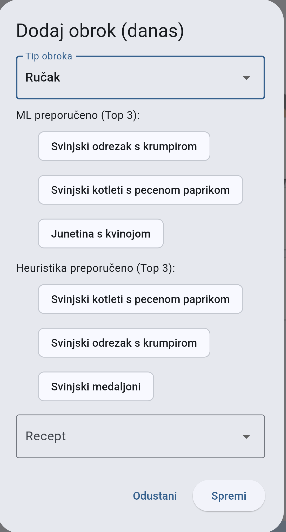 Dodaj obrok (danas)
Tip obroka
Ručak
ML preporučeno (Top 3):
Svinjski odrezak s krumpirom
Svinjski kotleti s pecenom paprikom
Junetina s kvinojom
Heuristika preporučeno (Top 3):
Svinjski kotleti s pecenom paprikom
Svinjski odrezak s krumpirom
Svinjski medaljoni
Recept
Odustani
Spremi